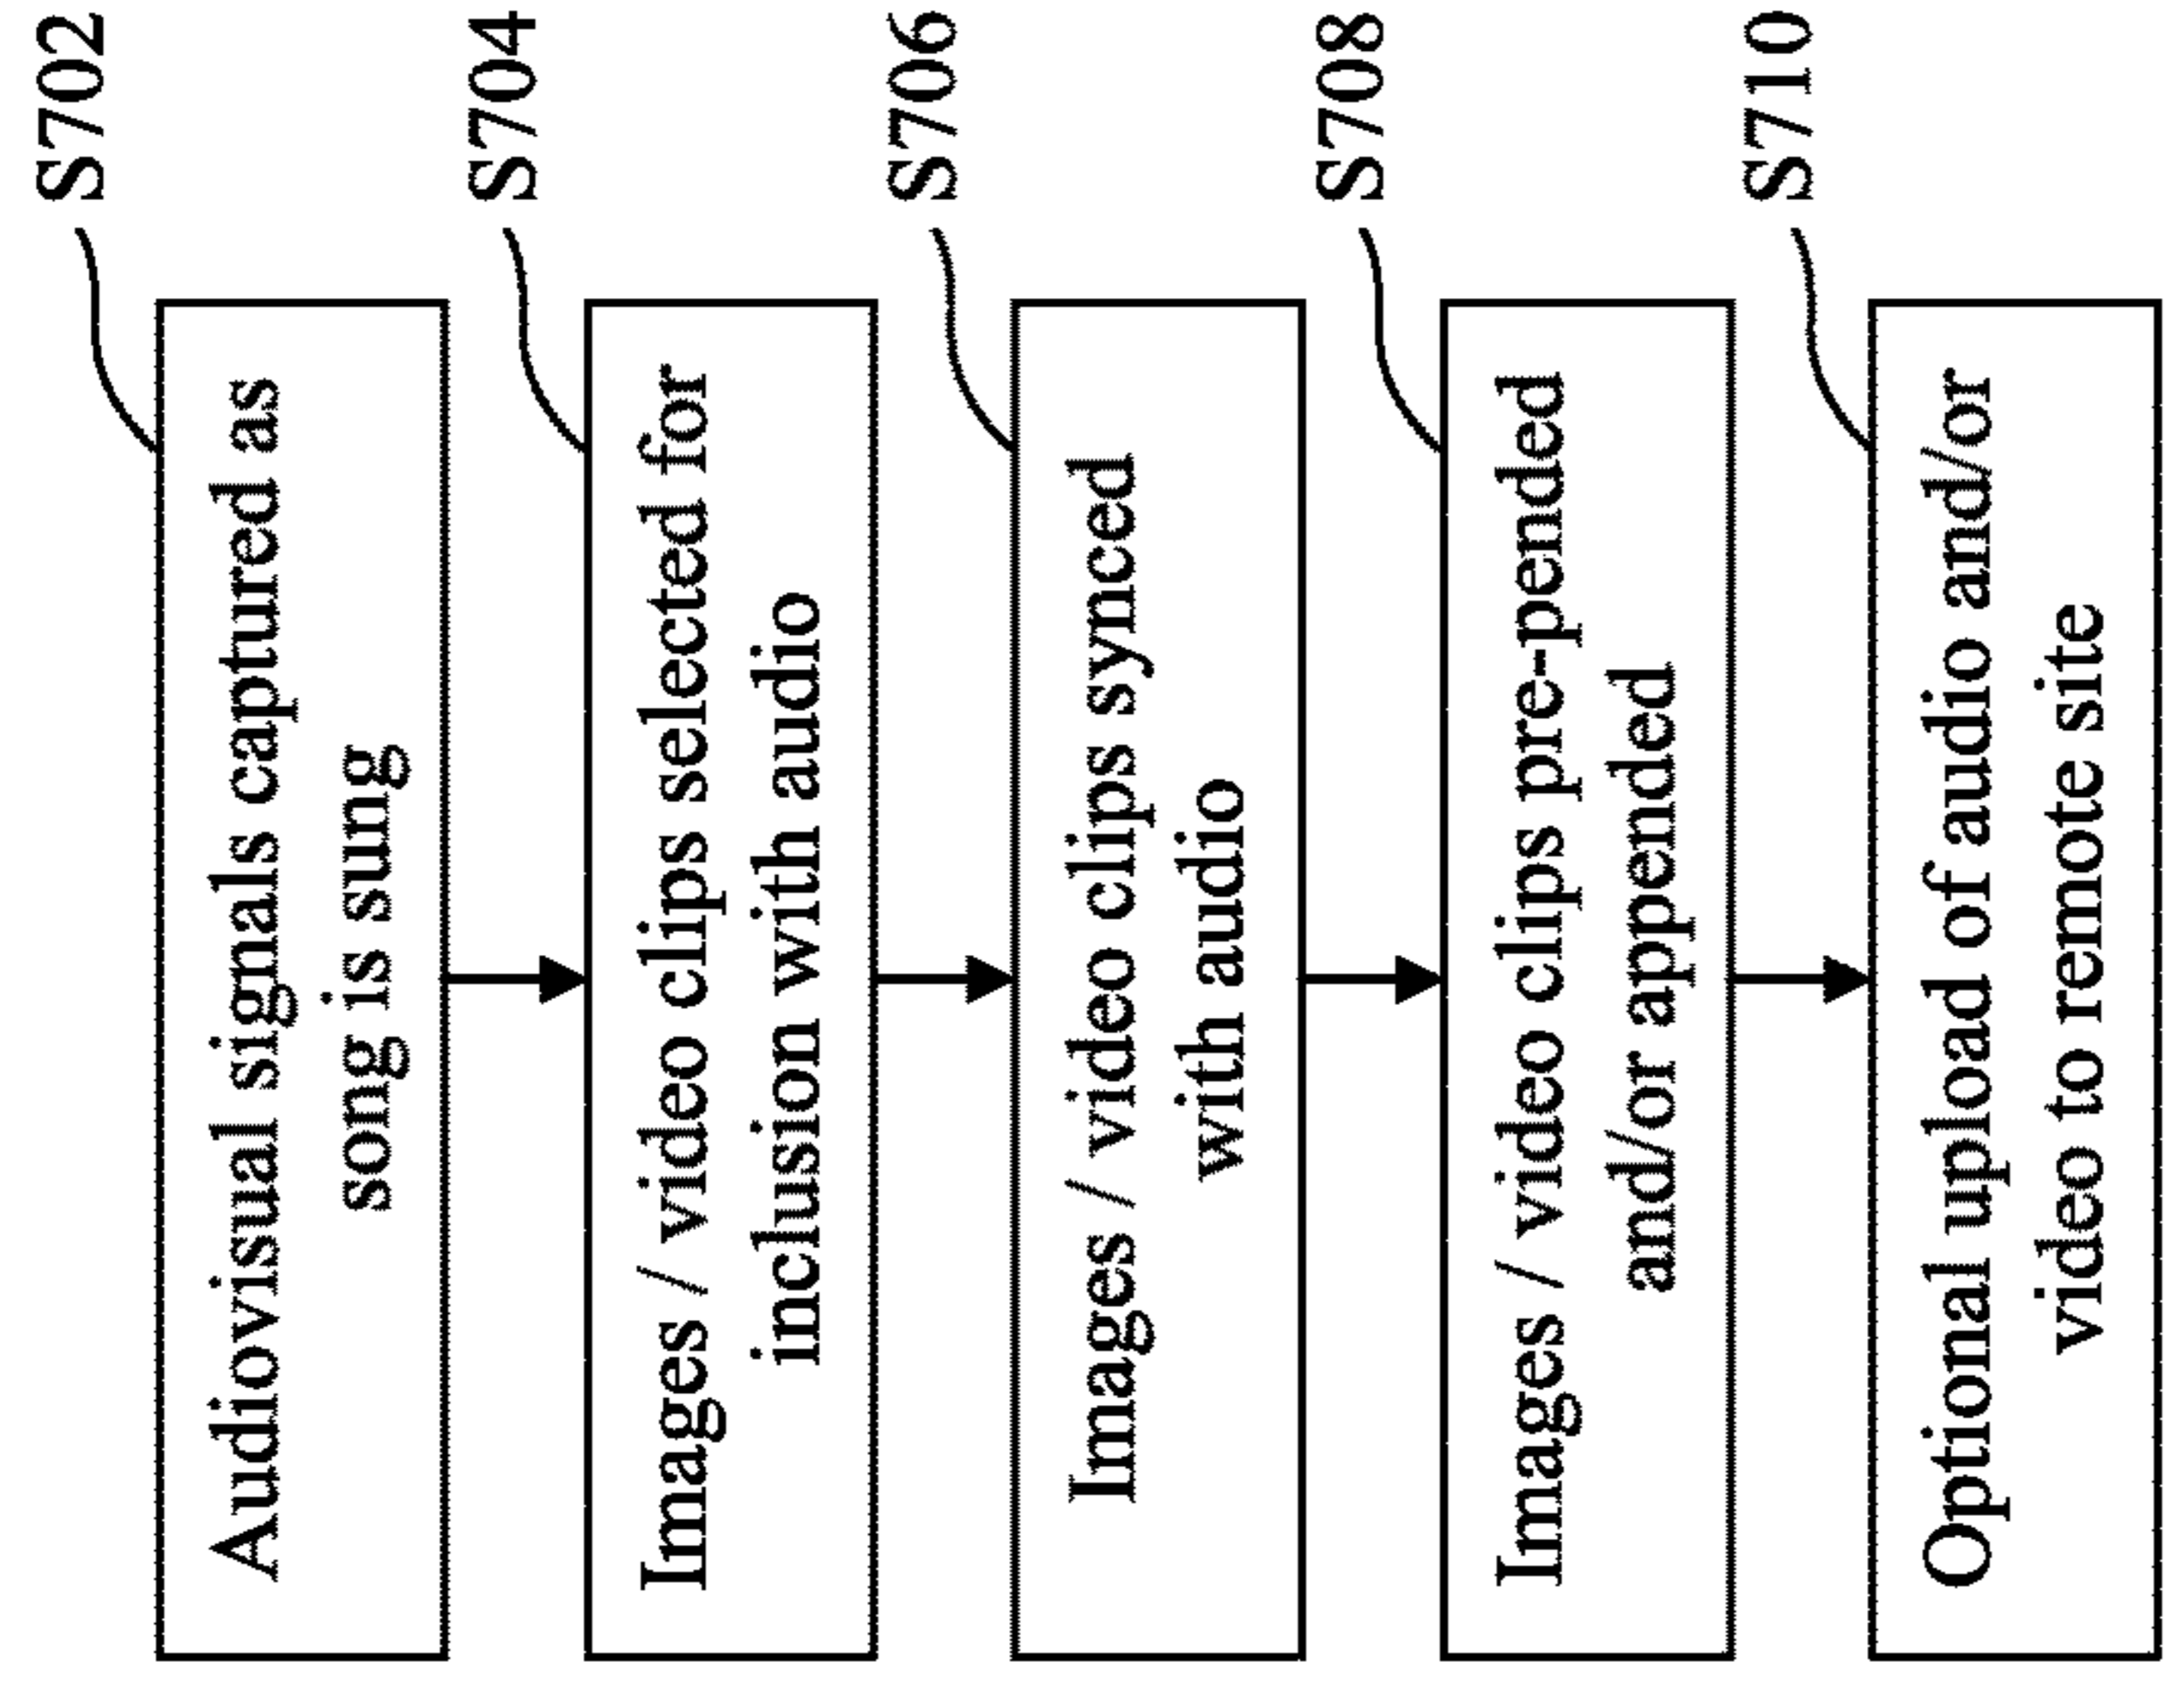 S702
Audiovisual signals captured as
song is sung
S704
Images / video clips selected for
inclusion with audio
S706
Images / video clips synced
with audio
S708
Images / video clips pre-pended
and/or appended
S710
Optional upload of audio and/or
video to remote site